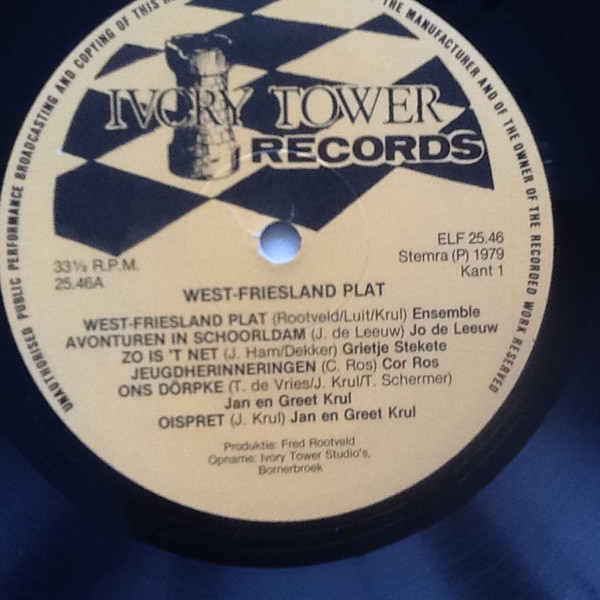 UNAUTHORISED PUBLIC PERFORMANCE BROADCASTING AND COPYING OF THIS
THE MANUFACTURER AND OF THE OWNER OF THE RECORDED WORK RESERVED
IVORY TOWER
RECORDS
33⅓ R.P.M.
25.46A
ELF 25.46
Stemra (P) 1979
Kant 1
WEST-FRIESLAND PLAT
WEST-FRIESLAND PLAT (Rootveld/Luit/Krul) Ensemble
AVONTUREN IN SCHOORLDAM (J. de Leeuw) Jo de Leeuw
ZO IS 'T NET (J. Ham/Dekker) Grietje Stekete
JEUGDHERINNERINGEN (C. Ros) Cor Ros
ONS DÖRPKE (T. de Vries/J. Krul/T. Schermer)
Jan en Greet Krul
OISPRET (J. Krul) Jan en Greet Krul
Produktie: Fred Rootveld
Opname: Ivory Tower Studio's,
Bornerbroek